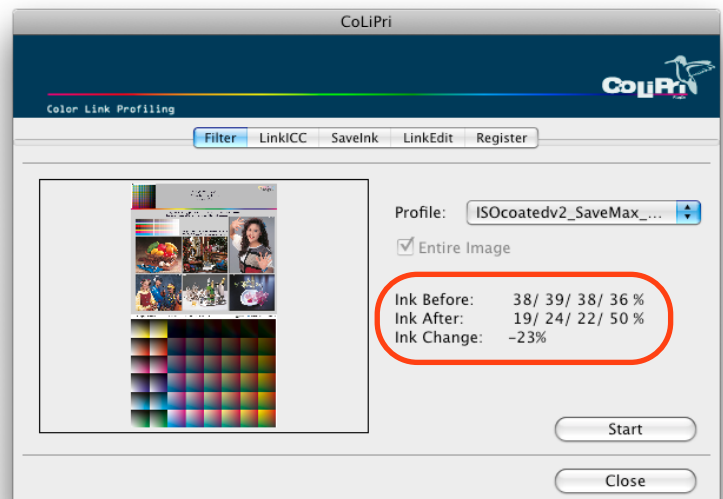 CoLiPri
CoLiPri
Color Link Profiling
Filter LinkICC SaveInk LinkEdit Register
Profile: ISOcoatedv2_SaveMax_...
Entire Image
Ink Before: 38/ 39/ 38/ 36 %
Ink After: 19/ 24/ 22/ 50 %
Ink Change: -23%
Start
Close